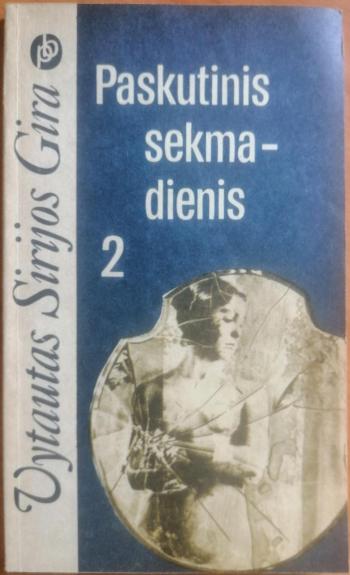 Vytautas Sirijos Gira
Paskutinis
sekma-
dienis
2